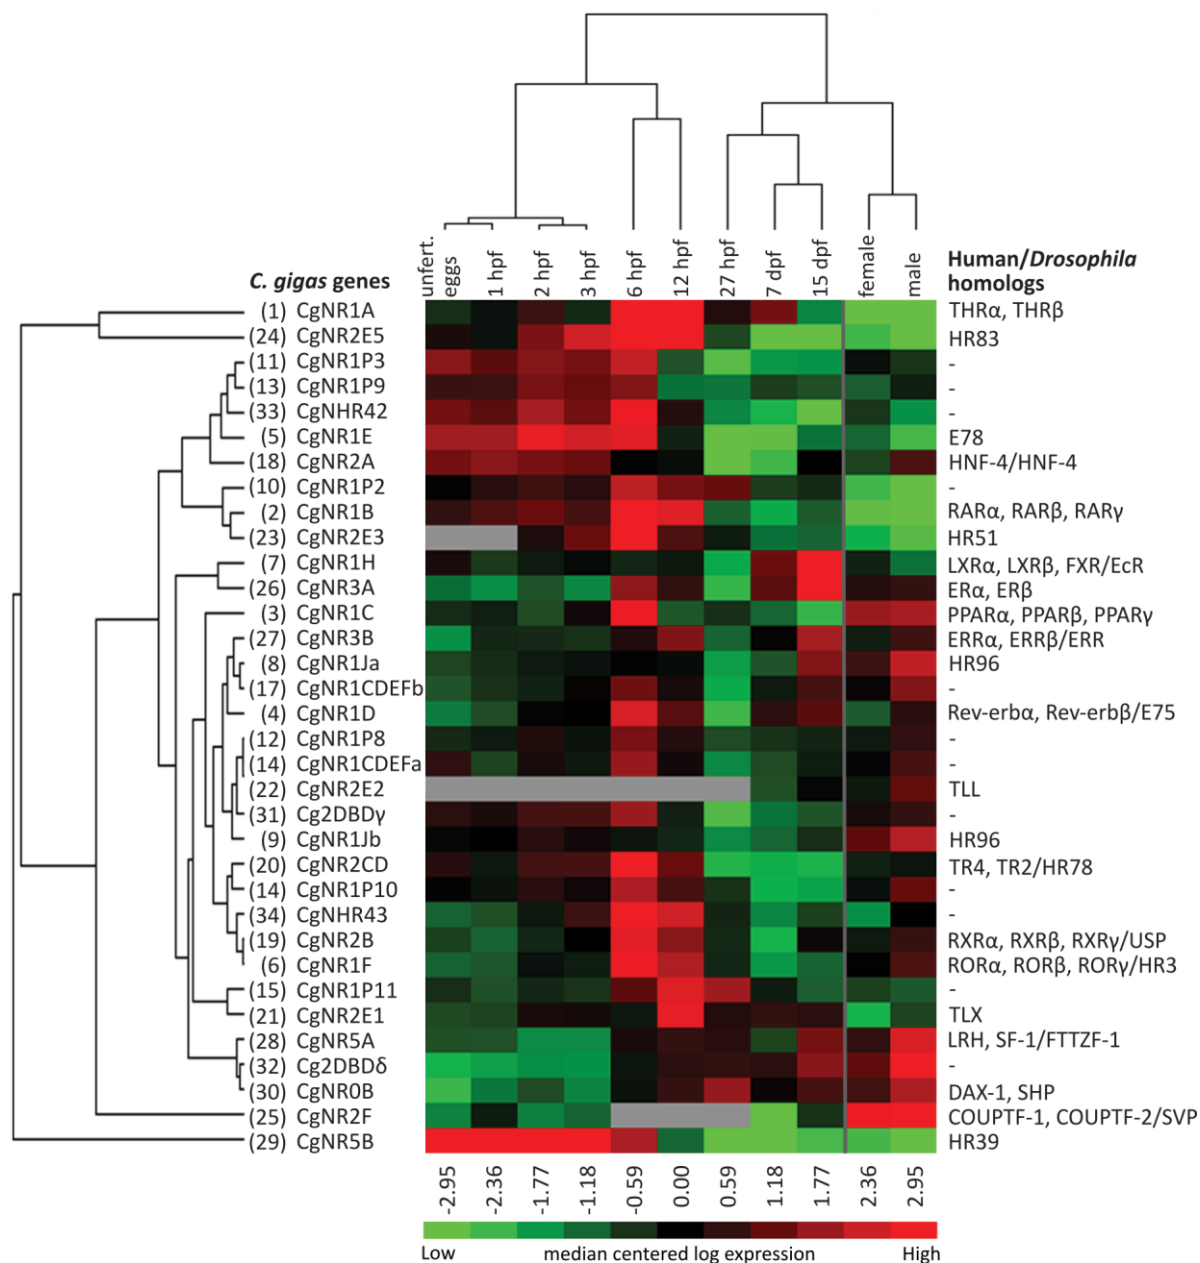 unfert.
eggs
1 hpf
2 hpf
3 hpf
6 hpf
12 hpf
27 hpf
7 dpf
15 dpf
female
male
C. gigas genes
Human/Drosophila
homologs
(1) CgNR1A THRα, THRβ
(24) CgNR2E5 HR83
(11) CgNR1P3 -
(13) CgNR1P9 -
(33) CgNHR42 -
(5) CgNR1E E78
(18) CgNR2A HNF-4/HNF-4
(10) CgNR1P2 -
(2) CgNR1B RARα, RARβ, RARγ
(23) CgNR2E3 HR51
(7) CgNR1H LXRα, LXRβ, FXR/EcR
(26) CgNR3A ERα, ERβ
(3) CgNR1C PPARα, PPARβ, PPARγ
(27) CgNR3B ERRα, ERRβ/ERR
(8) CgNR1Ja HR96
(17) CgNR1CDEFb -
(4) CgNR1D Rev-erbα, Rev-erbβ/E75
(12) CgNR1P8 -
(14) CgNR1CDEFa -
(22) CgNR2E2 TLL
(31) Cg2DBDγ -
(9) CgNR1Jb HR96
(20) CgNR2CD TR4, TR2/HR78
(14) CgNR1P10 -
(34) CgNHR43 -
(19) CgNR2B RXRα, RXRβ, RXRγ/USP
(6) CgNR1F RORα, RORβ, RORγ/HR3
(15) CgNR1P11 -
(21) CgNR2E1 TLX
(28) CgNR5A LRH, SF-1/FTTZF-1
(32) Cg2DBDδ -
(30) CgNR0B DAX-1, SHP
(25) CgNR2F COUPTF-1, COUPTF-2/SVP
(29) CgNR5B HR39
-2.95
-2.36
-1.77
-1.18
-0.59
0.00
0.59
1.18
1.77
2.36
2.95
Low median centered log expression High